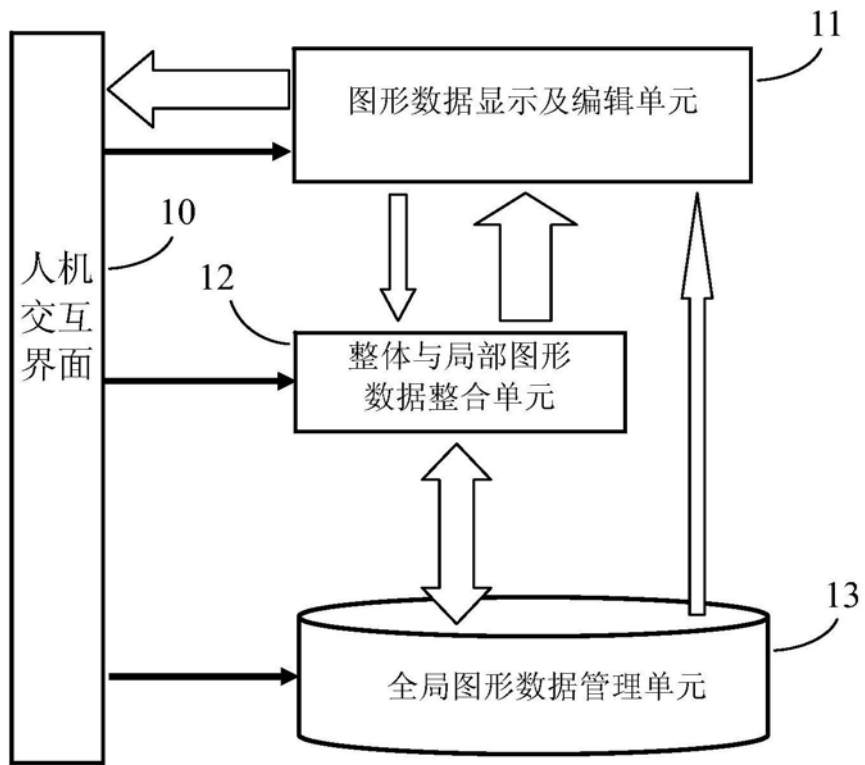 11
图形数据显示及编辑单元
10
人机
交互
界面
12
整体与局部图形
数据整合单元
13
全局图形数据管理单元